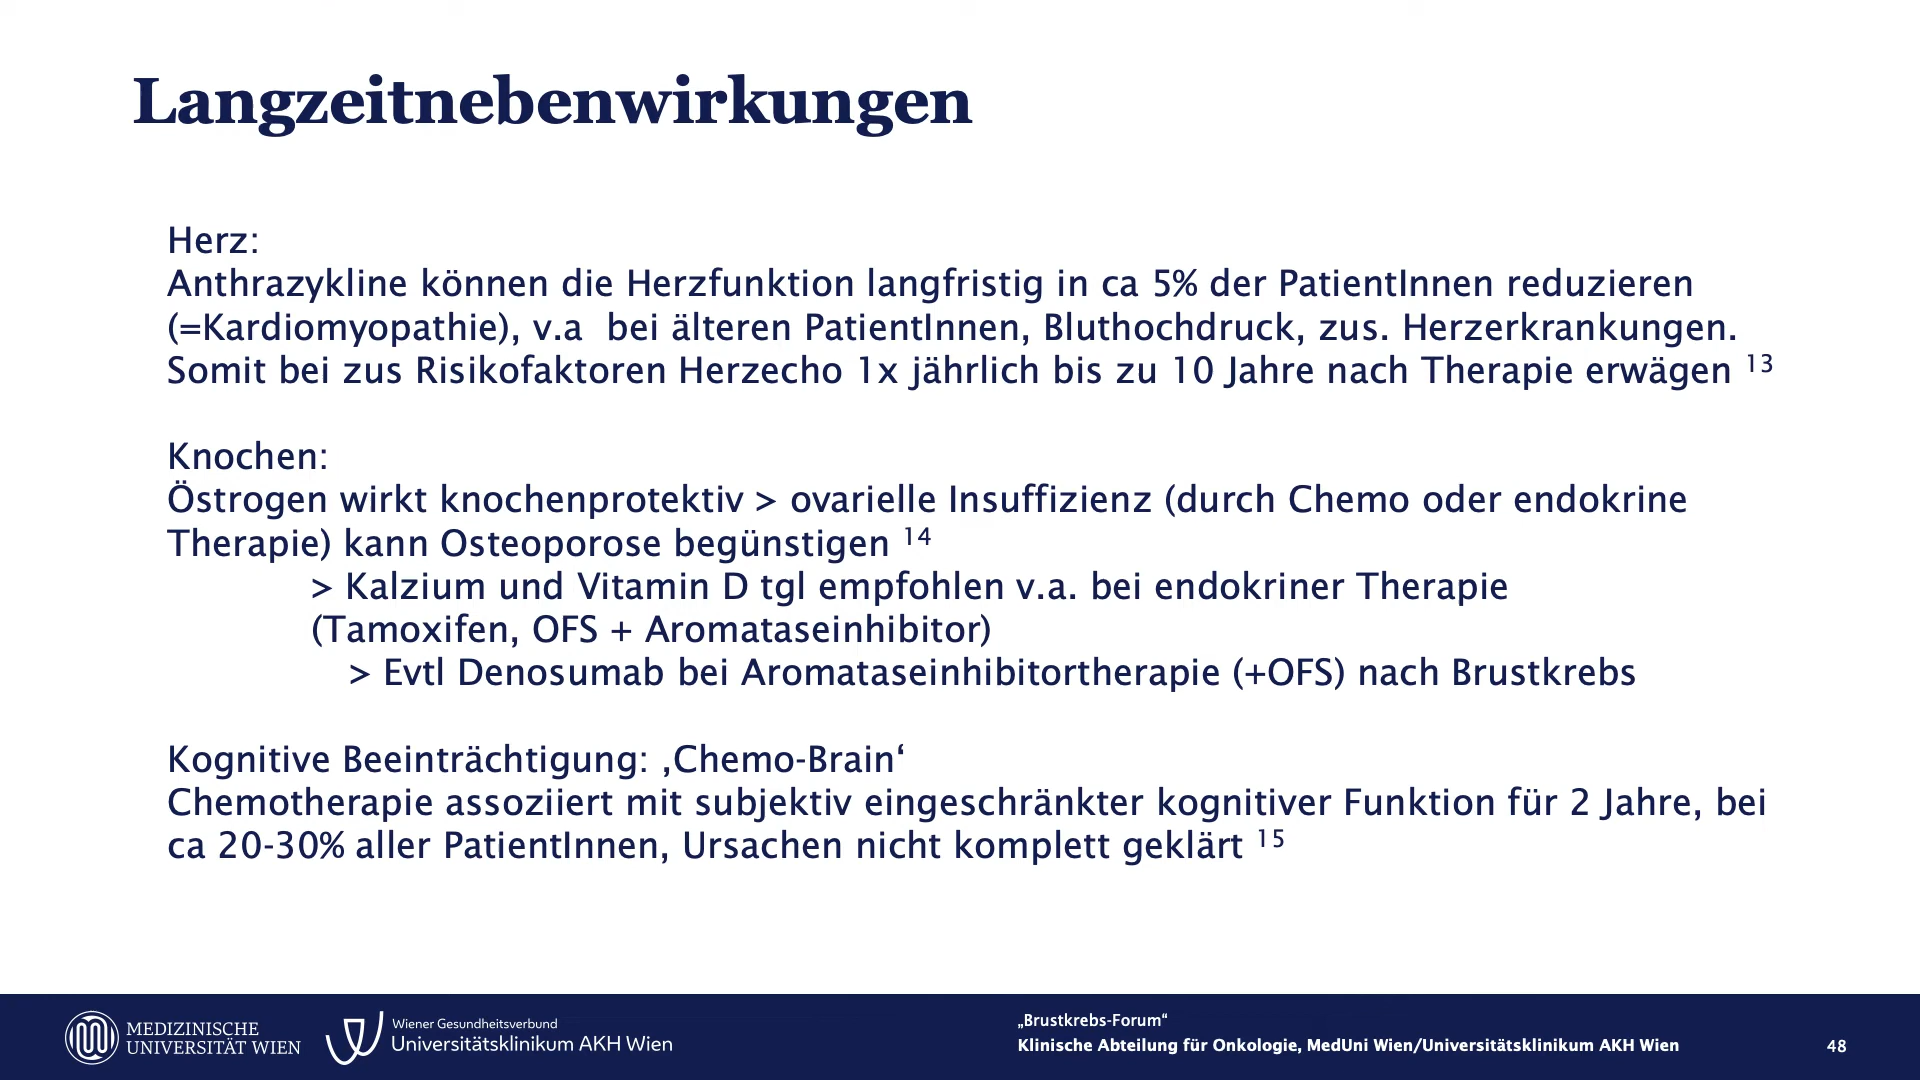 Langzeitnebenwirkungen
Herz:
Anthrazykline können die Herzfunktion langfristig in ca 5% der PatientInnen reduzieren
(=Kardiomyopathie), v.a  bei älteren PatientInnen, Bluthochdruck, zus. Herzerkrankungen.
Somit bei zus Risikofaktoren Herzecho 1x jährlich bis zu 10 Jahre nach Therapie erwägen ¹³
Knochen:
Östrogen wirkt knochenprotektiv > ovarielle Insuffizienz (durch Chemo oder endokrine
Therapie) kann Osteoporose begünstigen ¹⁴
> Kalzium und Vitamin D tgl empfohlen v.a. bei endokriner Therapie
(Tamoxifen, OFS + Aromataseinhibitor)
> Evtl Denosumab bei Aromataseinhibitortherapie (+OFS) nach Brustkrebs
Kognitive Beeinträchtigung: ‚Chemo-Brain‘
Chemotherapie assoziiert mit subjektiv eingeschränkter kognitiver Funktion für 2 Jahre, bei
ca 20-30% aller PatientInnen, Ursachen nicht komplett geklärt ¹⁵
MEDIZINISCHE
UNIVERSITÄT WIEN
Wiener Gesundheitsverbund
Universitätsklinikum AKH Wien
„Brustkrebs-Forum“
Klinische Abteilung für Onkologie, MedUni Wien/Universitätsklinikum AKH Wien
48